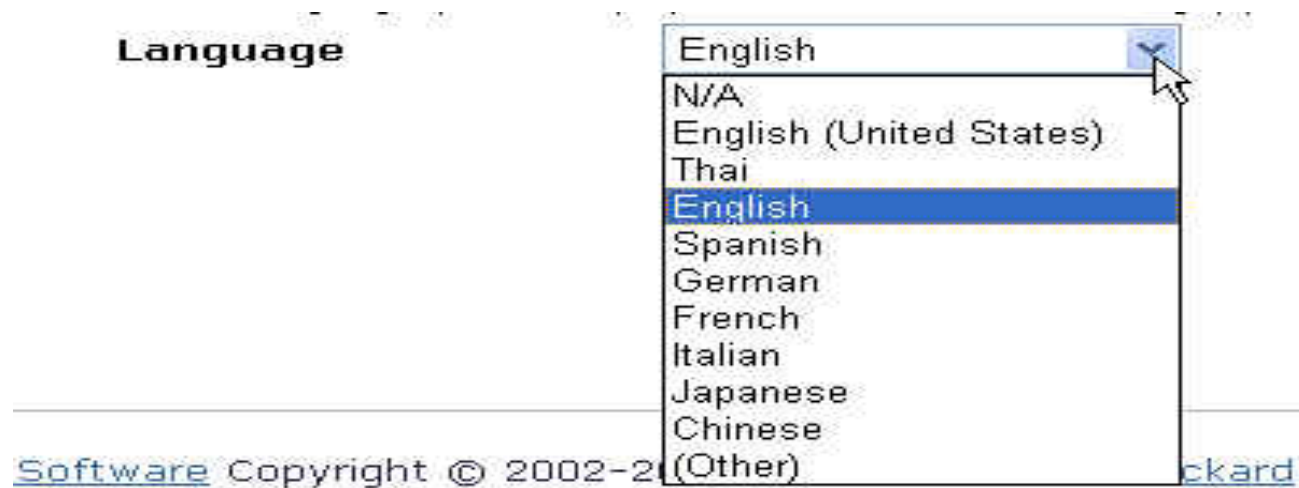 Language English
N/A
English (United States)
Thai
English
Spanish
German
French
Italian
Japanese
Chinese
(Other)
Software Copyright © 2002-2 ckard